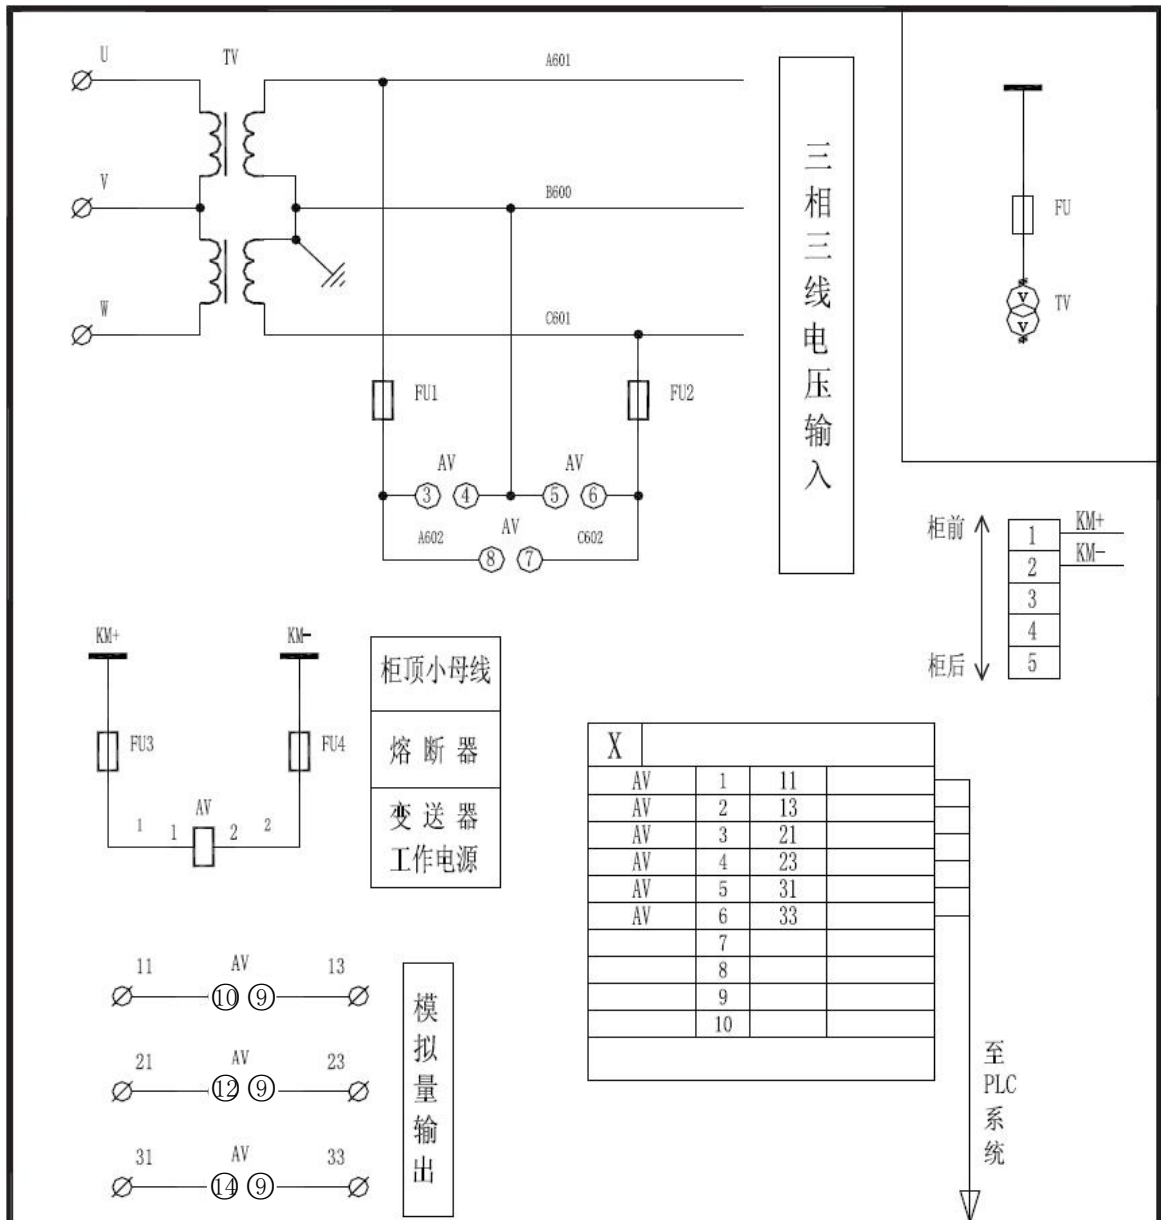 U
TV
A601
V
B600
W
C601
FU1
FU2
AV
AV
3
4
5
6
A602
AV
C602
8
7
三相三线电压输入
FU
V
V
TV
柜前
柜后
1
KM+
2
KM-
3
4
5
KM+
KM-
FU3
FU4
AV
1
1
2
2
柜顶小母线
熔断器
变送器
工作电源
X
AV 1 11
AV 2 13
AV 3 21
AV 4 23
AV 5 31
AV 6 33
7
8
9
10
至
PLC
系
统
11 AV 13
10 9
21 AV 23
12 9
31 AV 33
14 9
模拟量输出